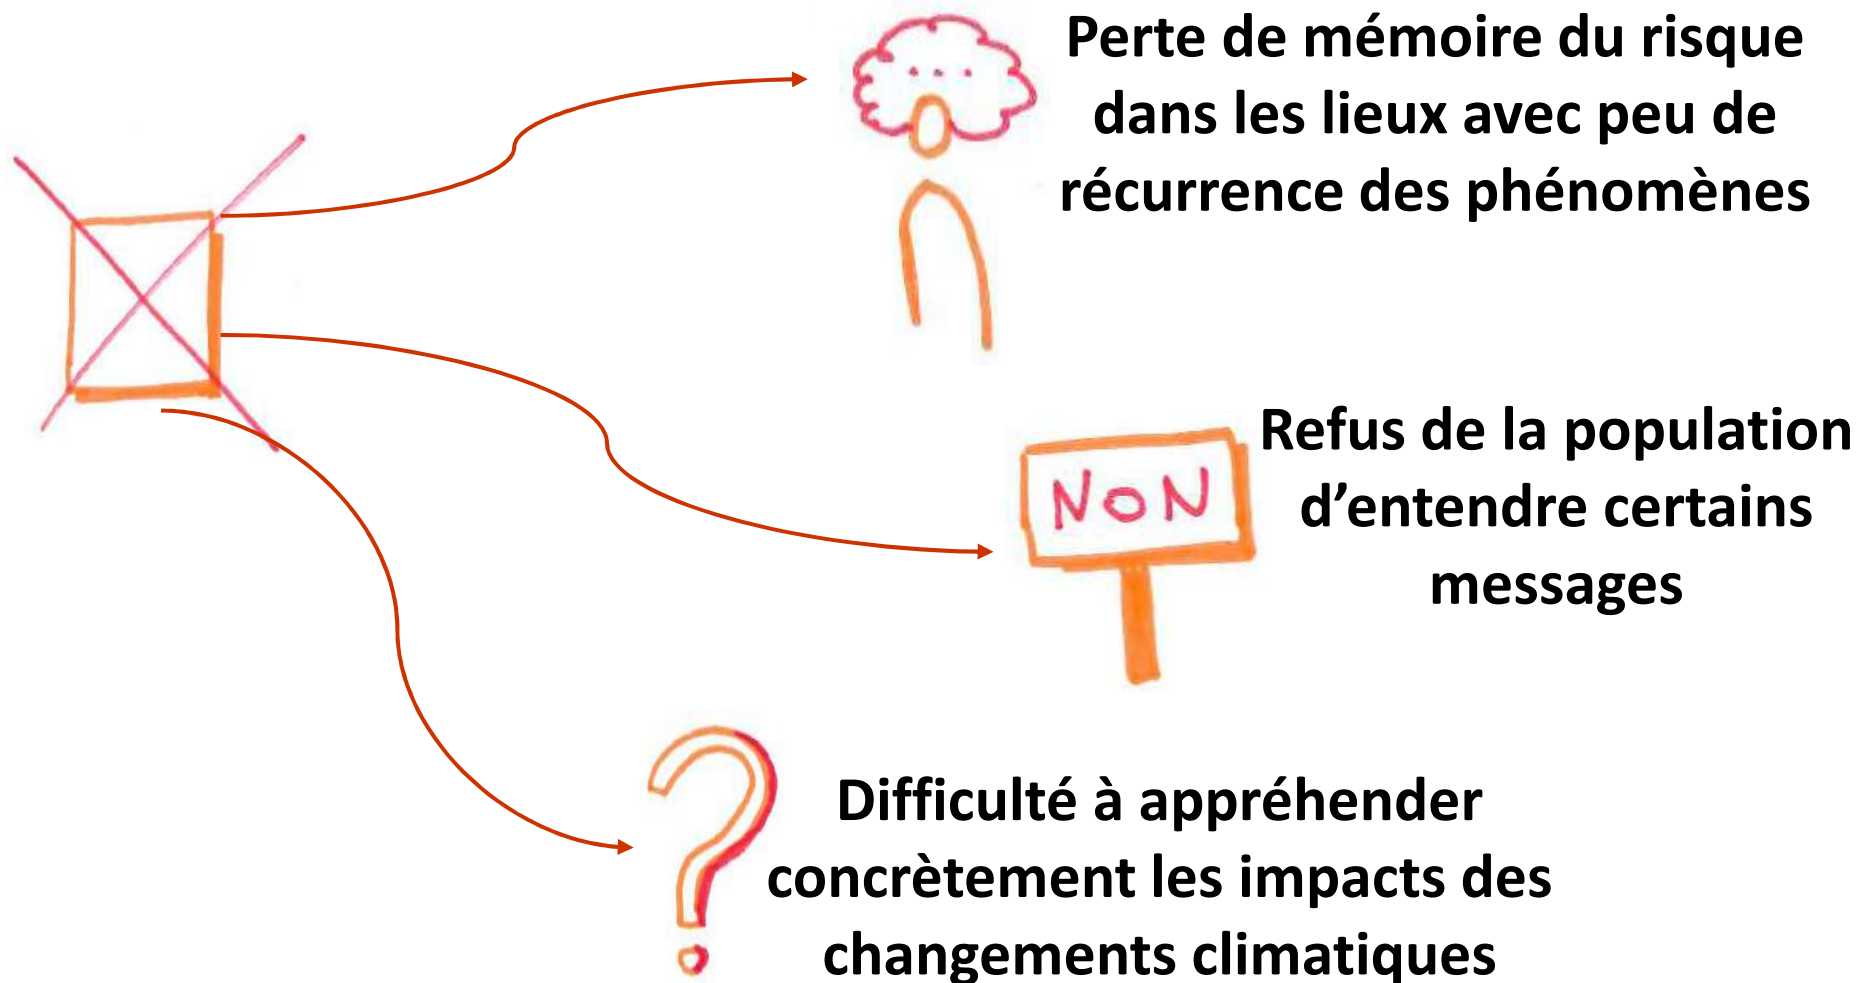 Perte de mémoire du risque
dans les lieux avec peu de
récurrence des phénomènes
Refus de la population
d’entendre certains
messages
NON
Difficulté à appréhender
concrètement les impacts des
changements climatiques